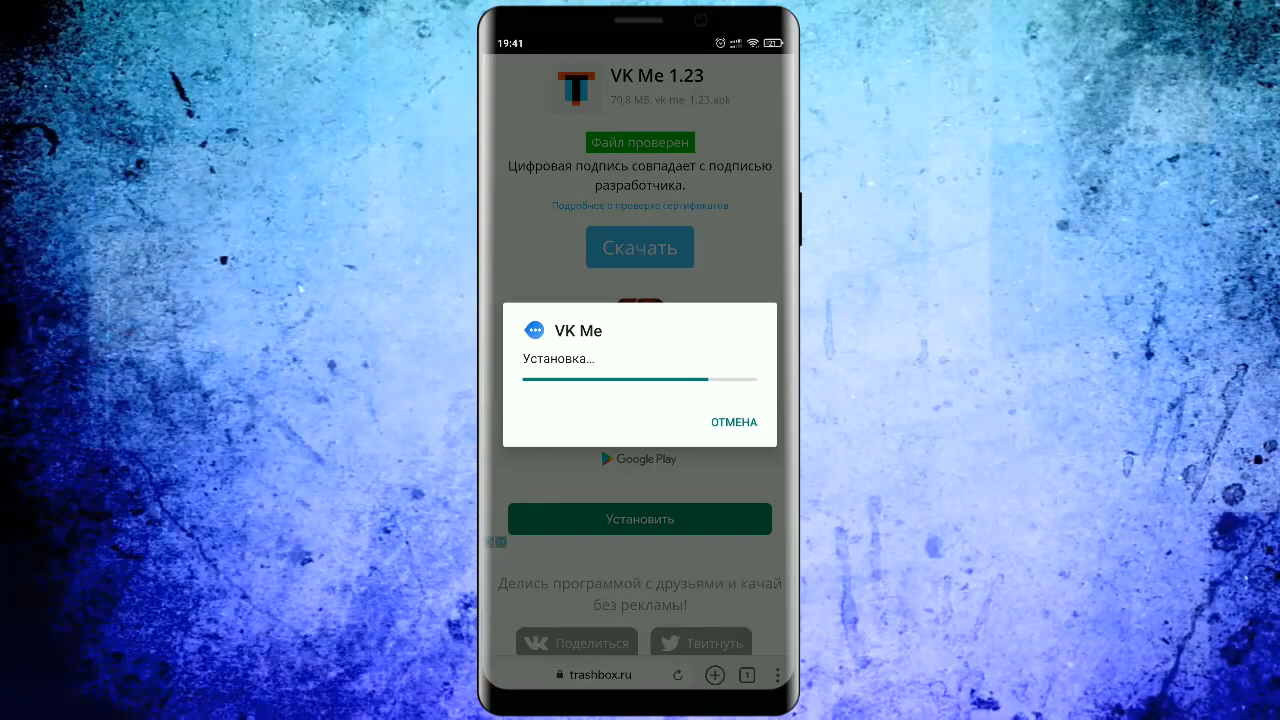 19:41
21
VK Me 1.23
70,8 МБ, vk-me_1.23.apk
Файл проверен
Цифровая подпись совпадает с подписью
разработчика.
Подробнее о проверке сертификатов
Скачать
VK Me
Установка...
ОТМЕНА
Google Play
Установить
Делись программой с друзьями и качай
без рекламы!
Поделиться
Твитнуть
trashbox.ru
1